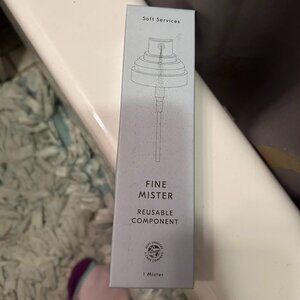 Soft Services
FINE
MISTER
REUSABLE
COMPONENT
1 Mister